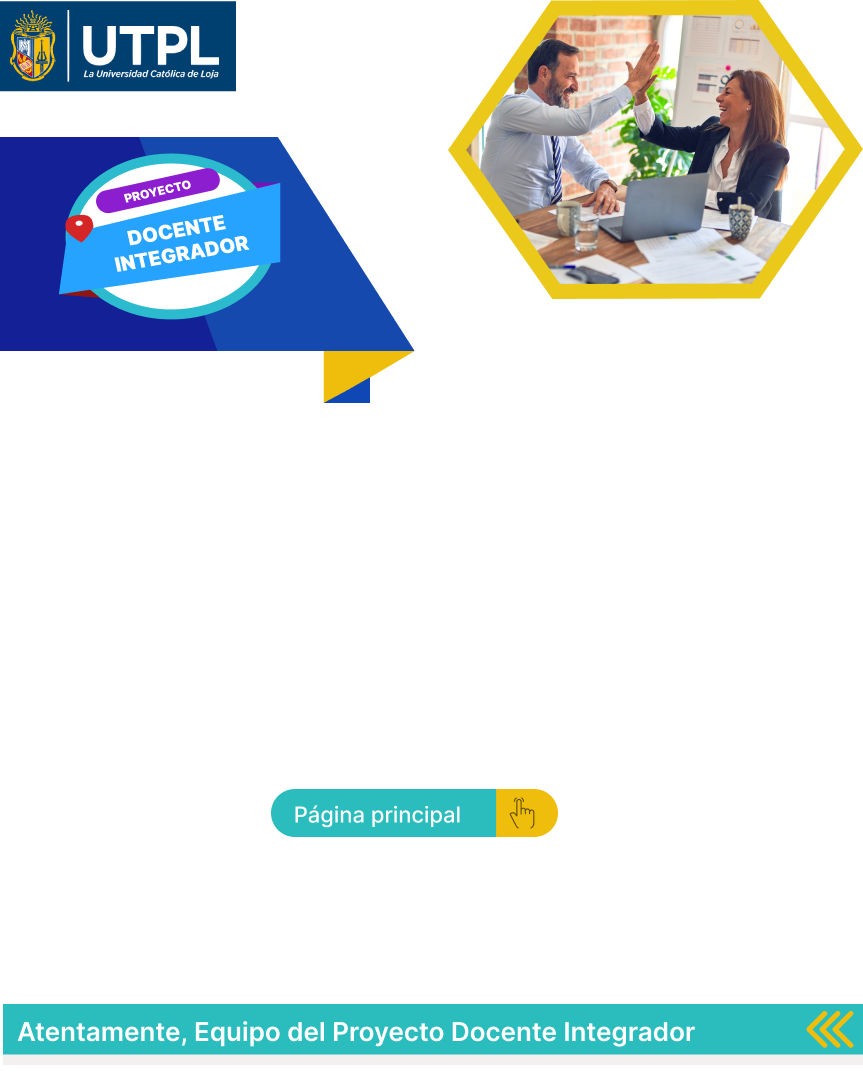 UTPL
La Universidad Católica de Loja
PROYECTO
DOCENTE
INTEGRADOR
Página principal
Atentamente, Equipo del Proyecto Docente Integrador